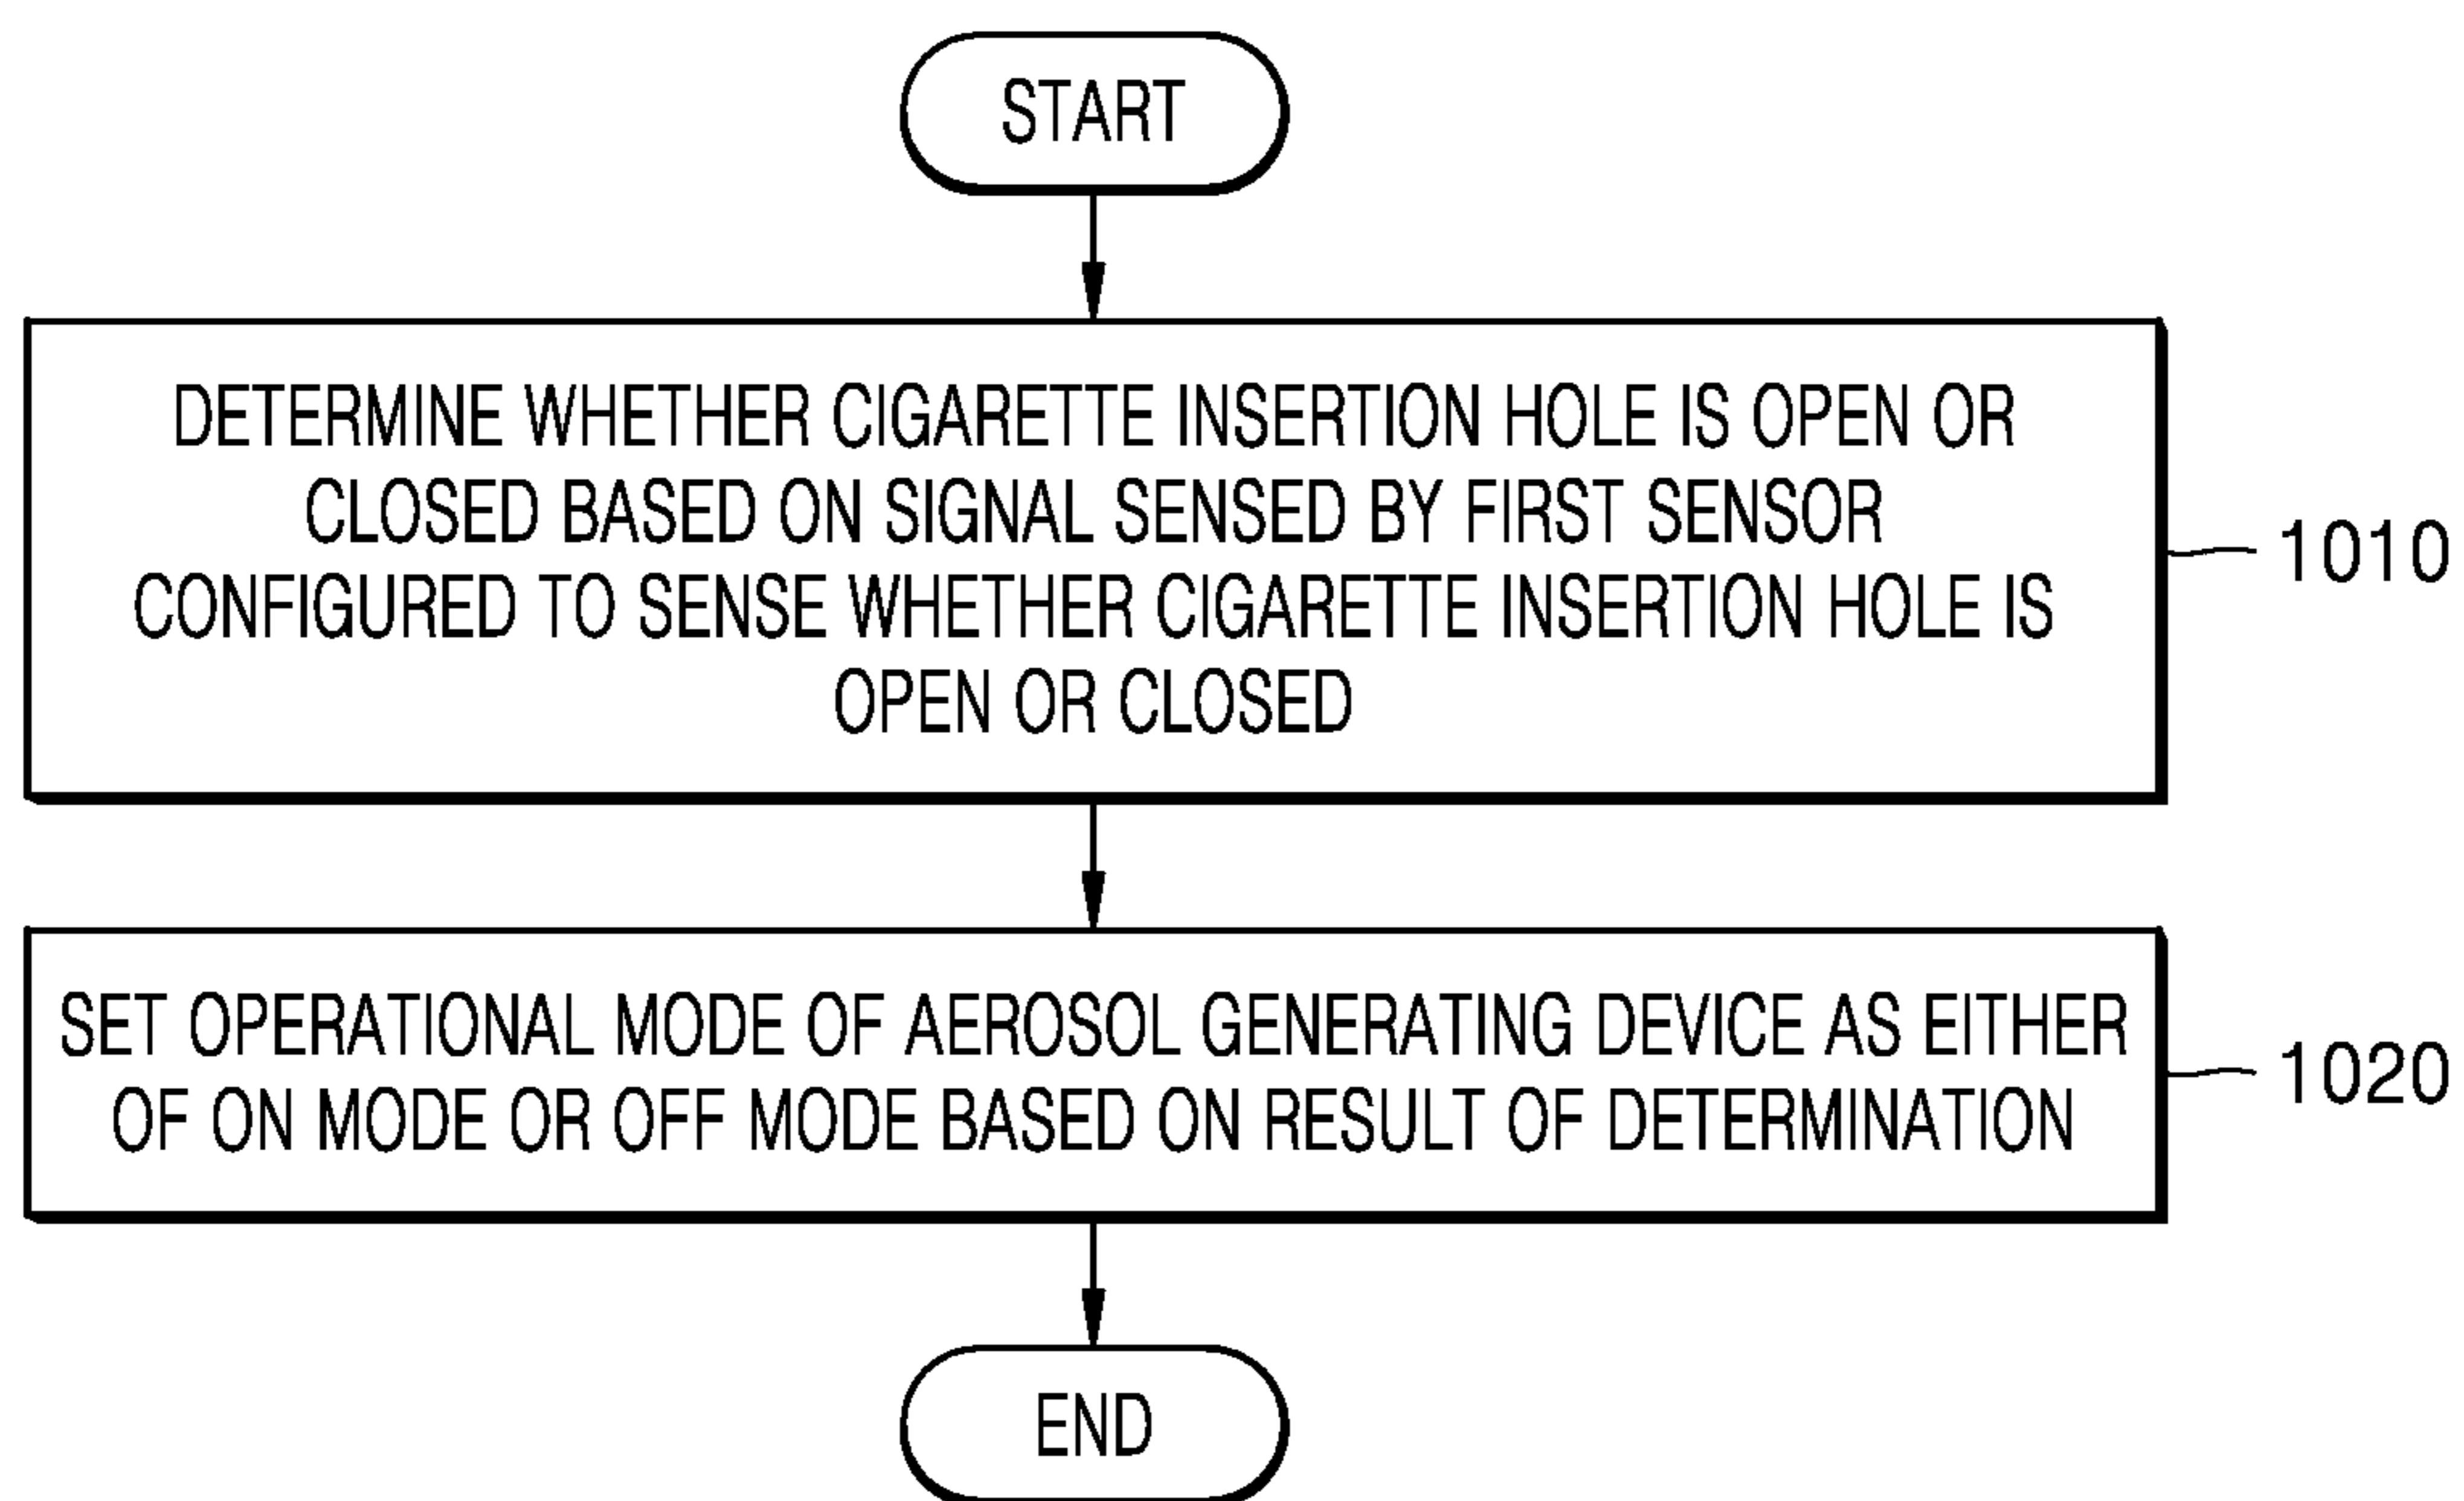 START
DETERMINE WHETHER CIGARETTE INSERTION HOLE IS OPEN OR
CLOSED BASED ON SIGNAL SENSED BY FIRST SENSOR
CONFIGURED TO SENSE WHETHER CIGARETTE INSERTION HOLE IS
OPEN OR CLOSED
1010
SET OPERATIONAL MODE OF AEROSOL GENERATING DEVICE AS EITHER
OF ON MODE OR OFF MODE BASED ON RESULT OF DETERMINATION
1020
END